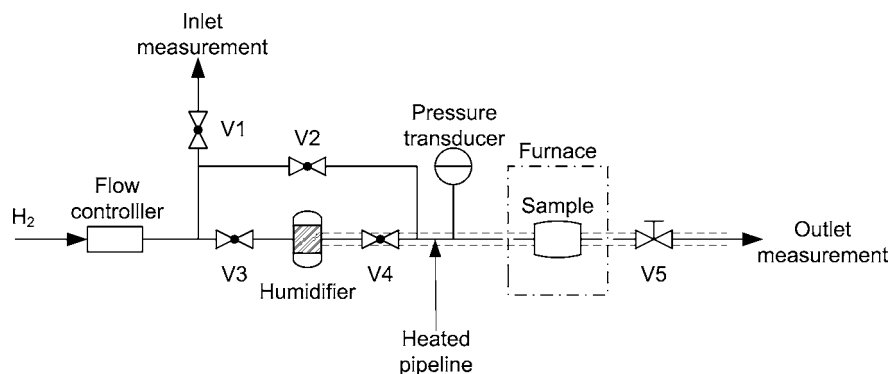 Inlet
measurement
V1
V2
Pressure
transducer
Furnace
Flow
controlller
H₂
Sample
Outlet
measurement
V3
Humidifier
V4
V5
Heated
pipeline